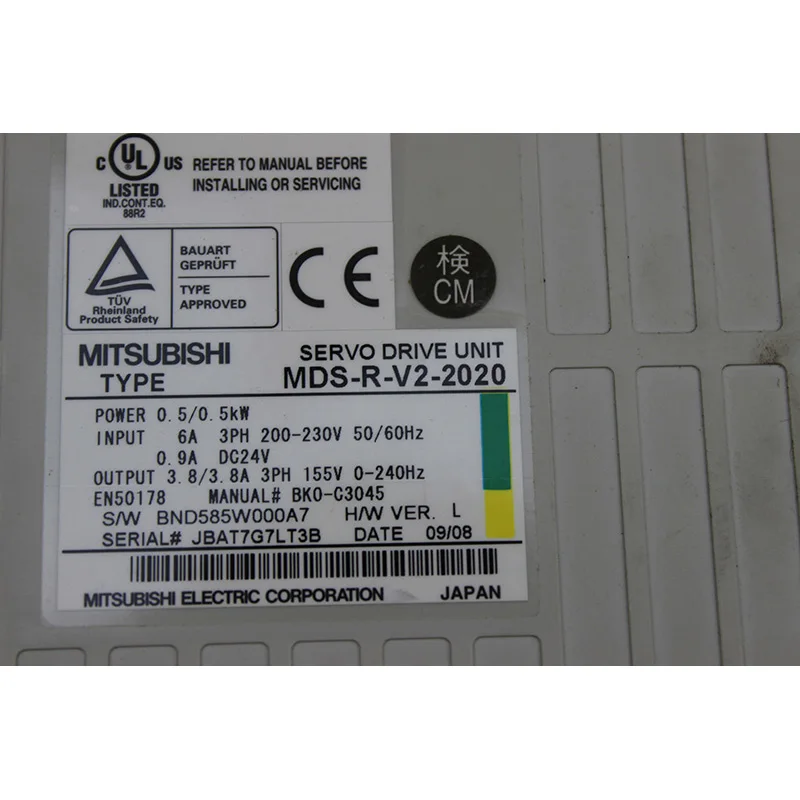 C UL US
LISTED
IND.CONT.EQ.
88R2
REFER TO MANUAL BEFORE
INSTALLING OR SERVICING
TÜV
Rheinland
Product Safety
BAUART
GEPRÜFT
TYPE
APPROVED
CE
検
CM
MITSUBISHI SERVO DRIVE UNIT
TYPE MDS-R-V2-2020
POWER 0.5/0.5kW
INPUT 6A 3PH 200-230V 50/60Hz
0.9A DC24V
OUTPUT 3.8/3.8A 3PH 155V 0-240Hz
EN50178 MANUAL# BKO-C3045
S/W BND585W000A7 H/W VER. L
SERIAL# JBAT7G7LT3B DATE 09/08
MITSUBISHI ELECTRIC CORPORATION JAPAN